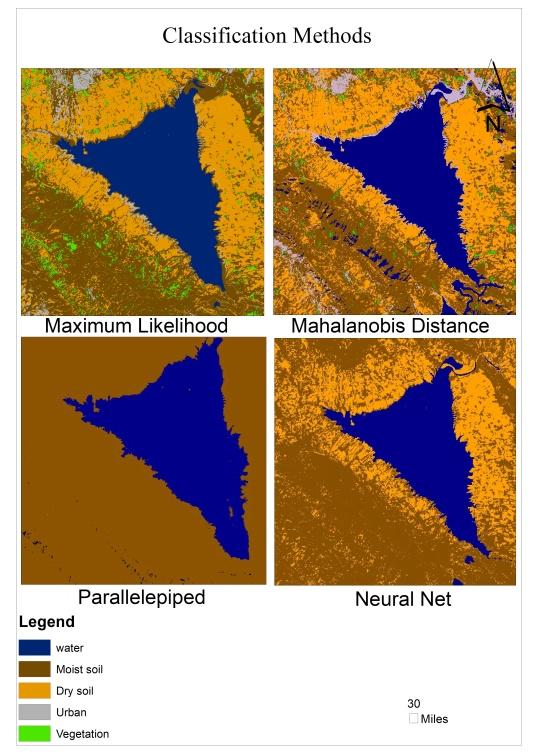 Classification Methods
N
Maximum Likelihood
Mahalanobis Distance
Parallelepiped
Neural Net
Legend
water
Moist soil
Dry soil
Urban
Vegetation
30
Miles